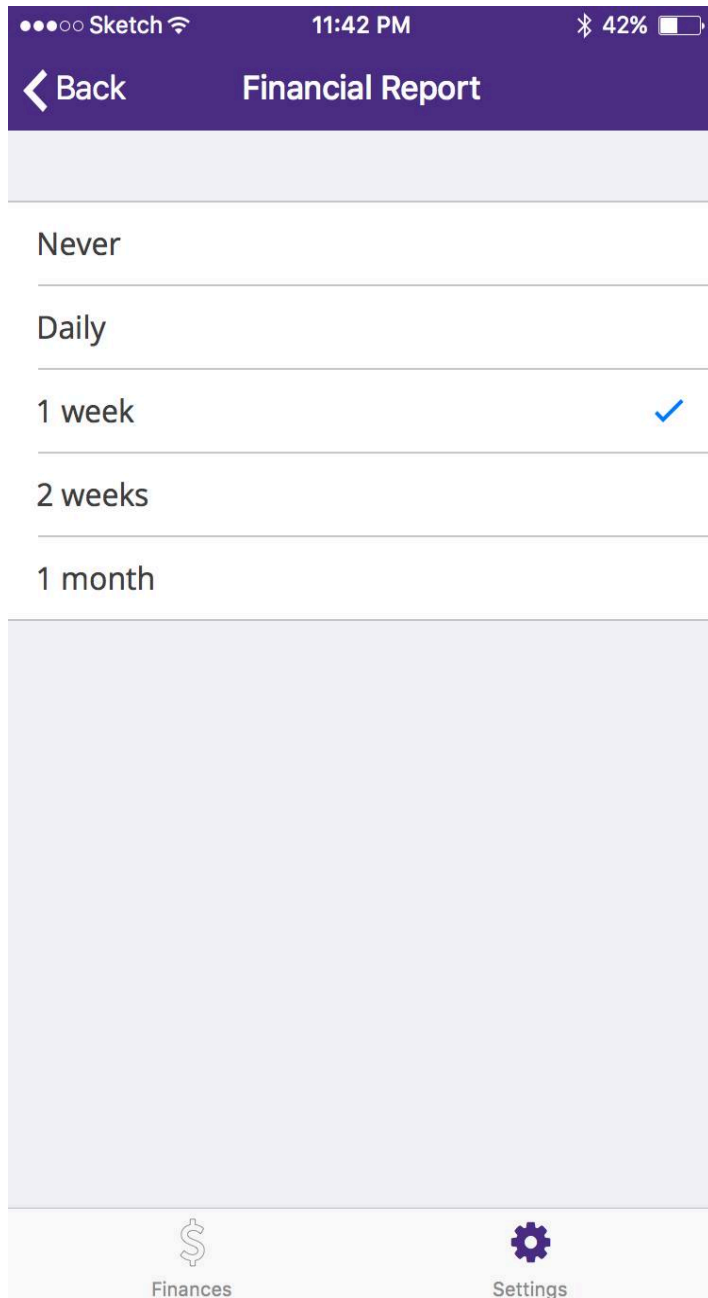 Sketch 11:42 PM 42%
Back Financial Report
Never
Daily
1 week
2 weeks
1 month
Finances Settings